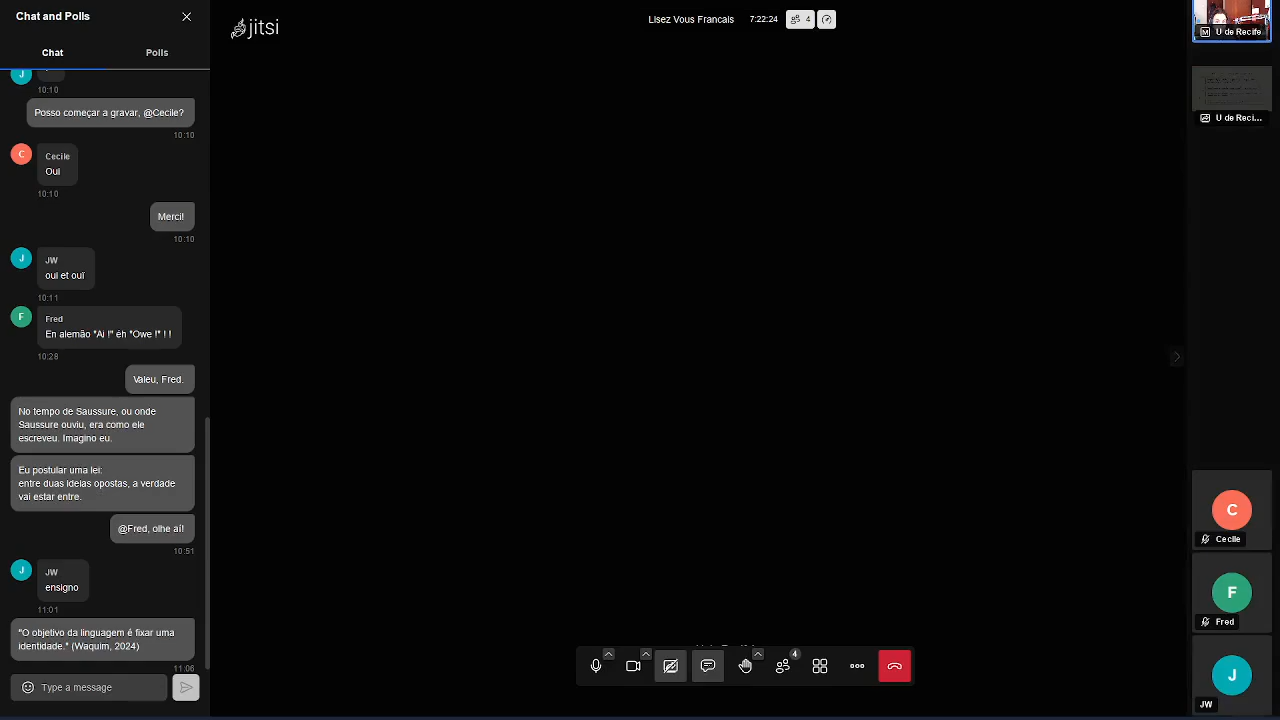 Chat and Polls
Chat
Polls
J
10:10
Posso começar a gravar, @Cecile?
10:10
C
Cecile
Oui
10:10
Merci!
10:10
J
JW
oui et ouï
10:11
F
Fred
En alemão "Ai !" éh "Owe !" ! !
10:28
Valeu, Fred.
No tempo de Saussure, ou onde
Saussure ouviu, era como ele
escreveu. Imagino eu.
Eu postular uma lei:
entre duas ideias opostas, a verdade
vai estar entre.
@Fred, olhe aí!
10:51
J
JW
ensigno
11:01
"O objetivo da linguagem é fixar uma
identidade." (Waquim, 2024)
11:06
Type a message
jitsi
Lisez Vous Francais
7:22:24
4
4
M
U de Recife
U de Reci...
C
Cecile
F
Fred
J
JW